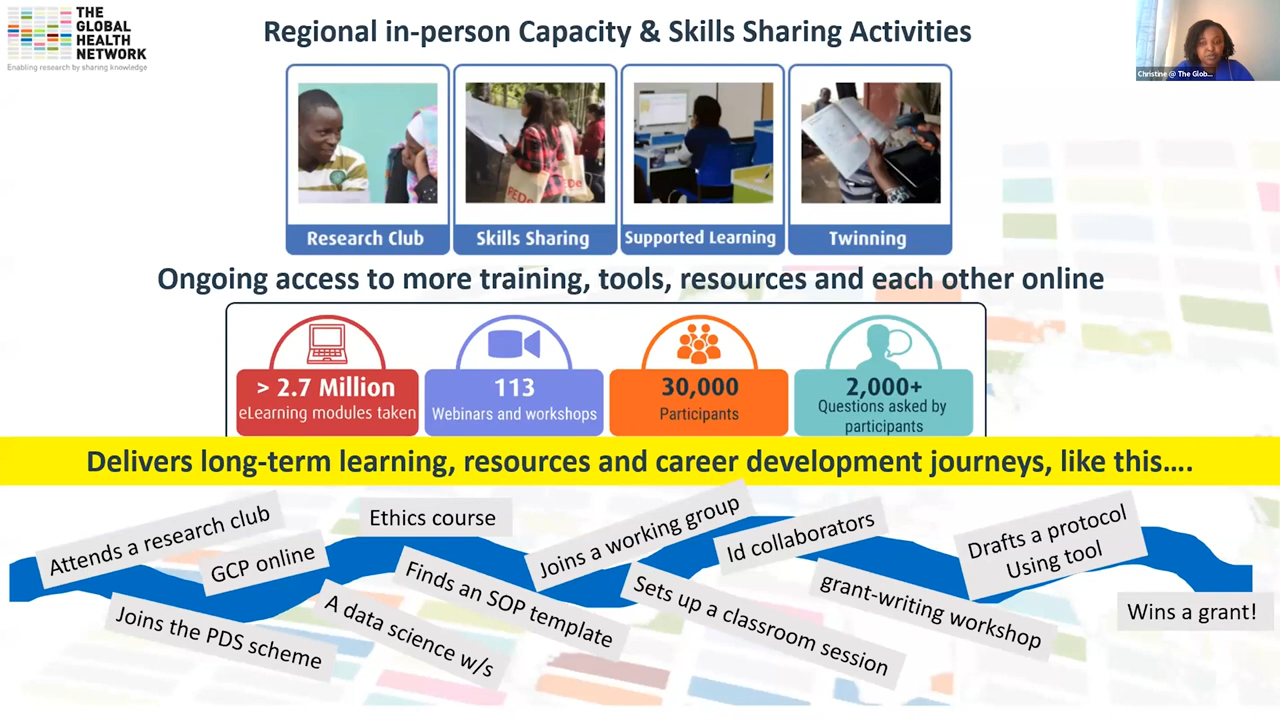 THE
GLOBAL
HEALTH
NETWORK
Enabling research by sharing knowledge
Regional in-person Capacity & Skills Sharing Activities
Christine @ The Glob...
Research Club
Skills Sharing
Supported Learning
Twinning
Ongoing access to more training, tools, resources and each other online
> 2.7 Million
eLearning modules taken
113
Webinars and workshops
30,000
Participants
2,000+
Questions asked by
participants
Delivers long-term learning, resources and career development journeys, like this....
Attends a research club
GCP online
Joins the PDS scheme
Ethics course
A data science w/s
Finds an SOP template
Joins a working group
Sets up a classroom session
Id collaborators
grant-writing workshop
Drafts a protocol
Using tool
Wins a grant!